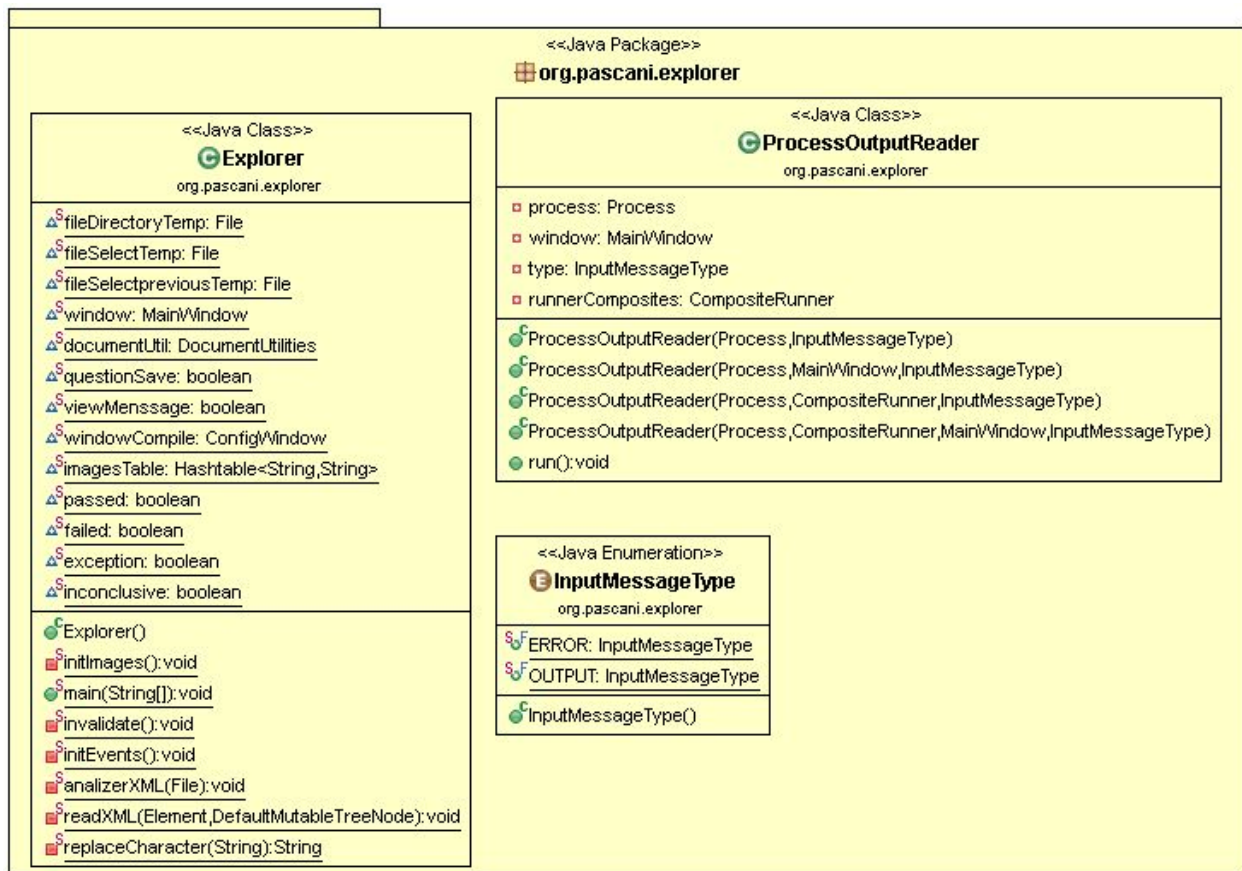 <<Java Package>>
org.pascani.explorer
<<Java Class>>
Explorer
org.pascani.explorer
fileDirectoryTemp: File
fileSelectTemp: File
fileSelectpreviousTemp: File
window: MainWindow
documentUtil: DocumentUtilities
questionSave: boolean
viewMenssage: boolean
windowCompile: ConfigWindow
imagesTable: Hashtable<String,String>
passed: boolean
failed: boolean
exception: boolean
inconclusive: boolean
Explorer()
initImages():void
main(String[]):void
invalidate():void
initEvents():void
analizerXML(File):void
readXML(Element,DefaultMutableTreeNode):void
replaceCharacter(String):String
<<Java Class>>
ProcessOutputReader
org.pascani.explorer
process: Process
window: MainWindow
type: InputMessageType
runnerComposites: CompositeRunner
ProcessOutputReader(Process,InputMessageType)
ProcessOutputReader(Process,MainWindow,InputMessageType)
ProcessOutputReader(Process,CompositeRunner,InputMessageType)
ProcessOutputReader(Process,CompositeRunner,MainWindow,InputMessageType)
run():void
<<Java Enumeration>>
InputMessageType
org.pascani.explorer
ERROR: InputMessageType
OUTPUT: InputMessageType
InputMessageType()